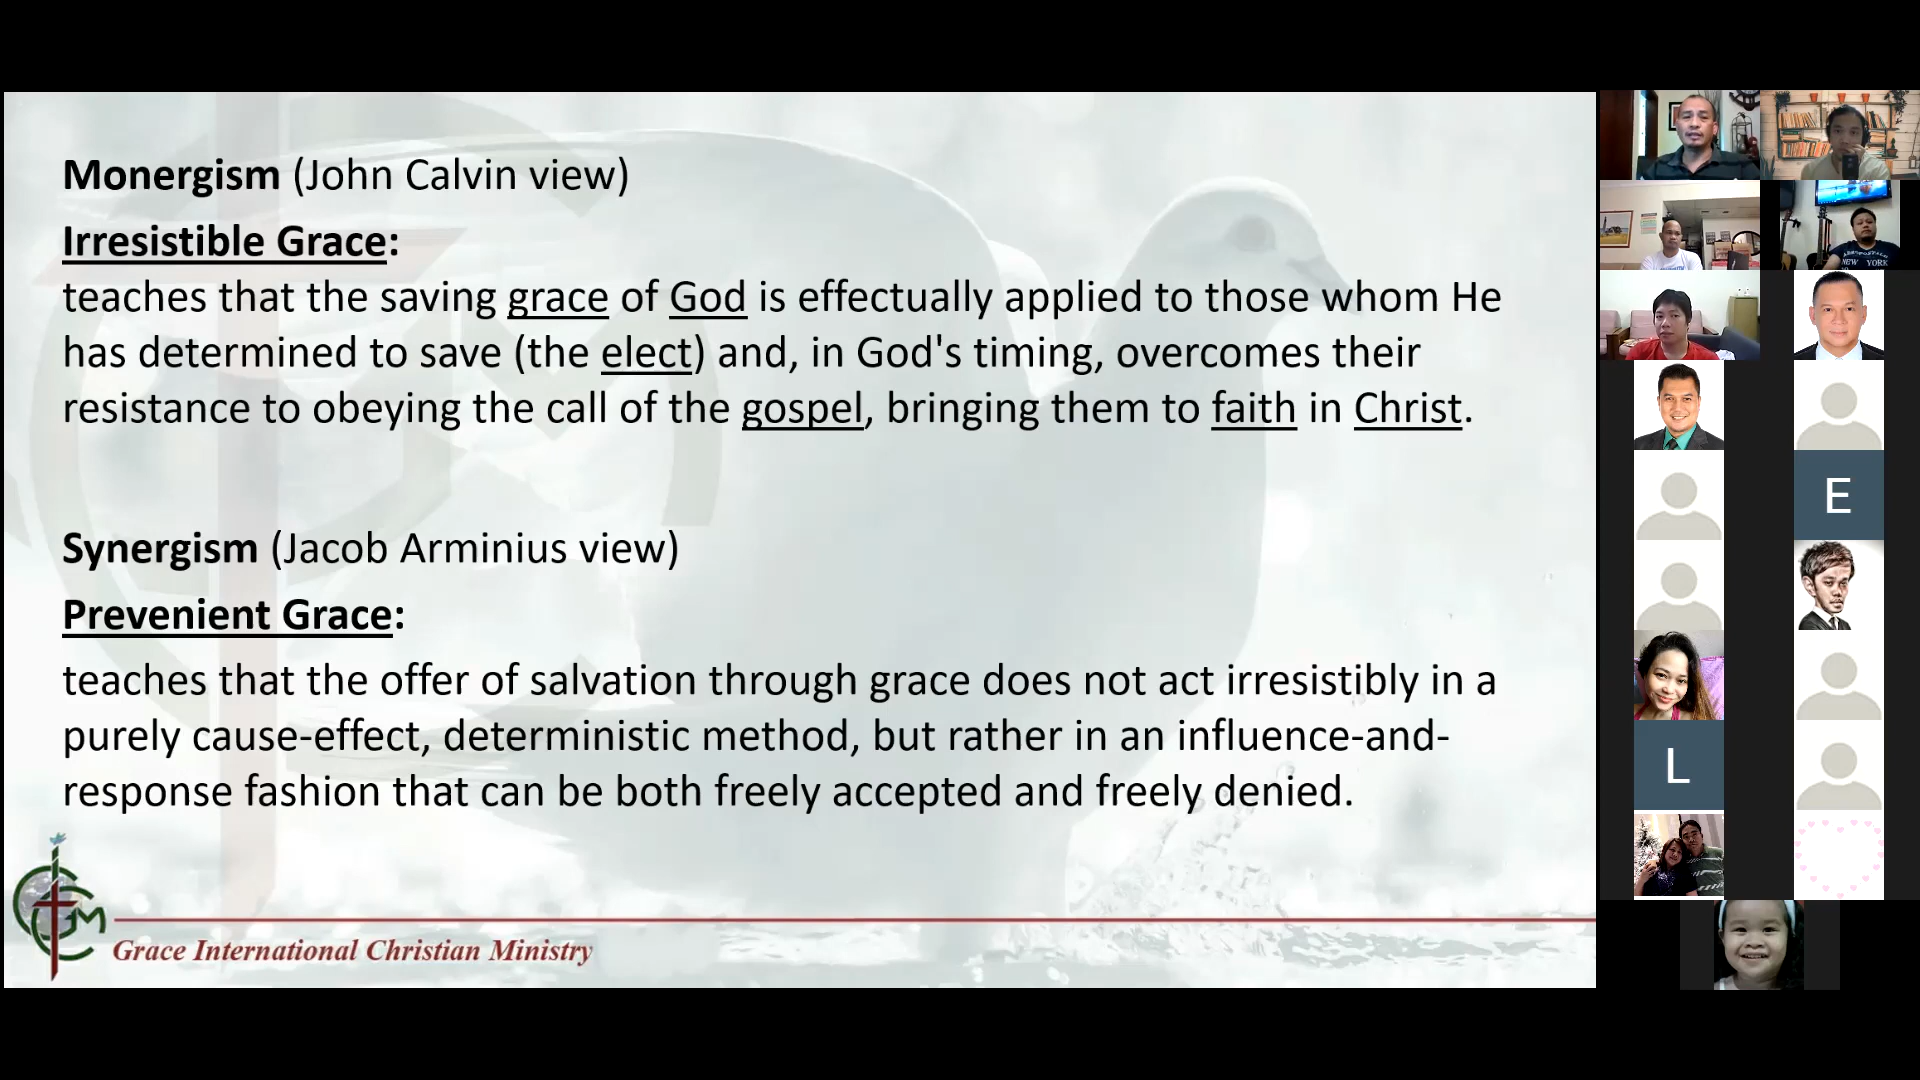 Monergism (John Calvin view)
Irresistible Grace:
teaches that the saving grace of God is effectually applied to those whom He
has determined to save (the elect) and, in God's timing, overcomes their
resistance to obeying the call of the gospel, bringing them to faith in Christ.
Synergism (Jacob Arminius view)
Prevenient Grace:
teaches that the offer of salvation through grace does not act irresistibly in a
purely cause-effect, deterministic method, but rather in an influence-and-
response fashion that can be both freely accepted and freely denied.
GICM
Grace International Christian Ministry
NEW YORK
E
L